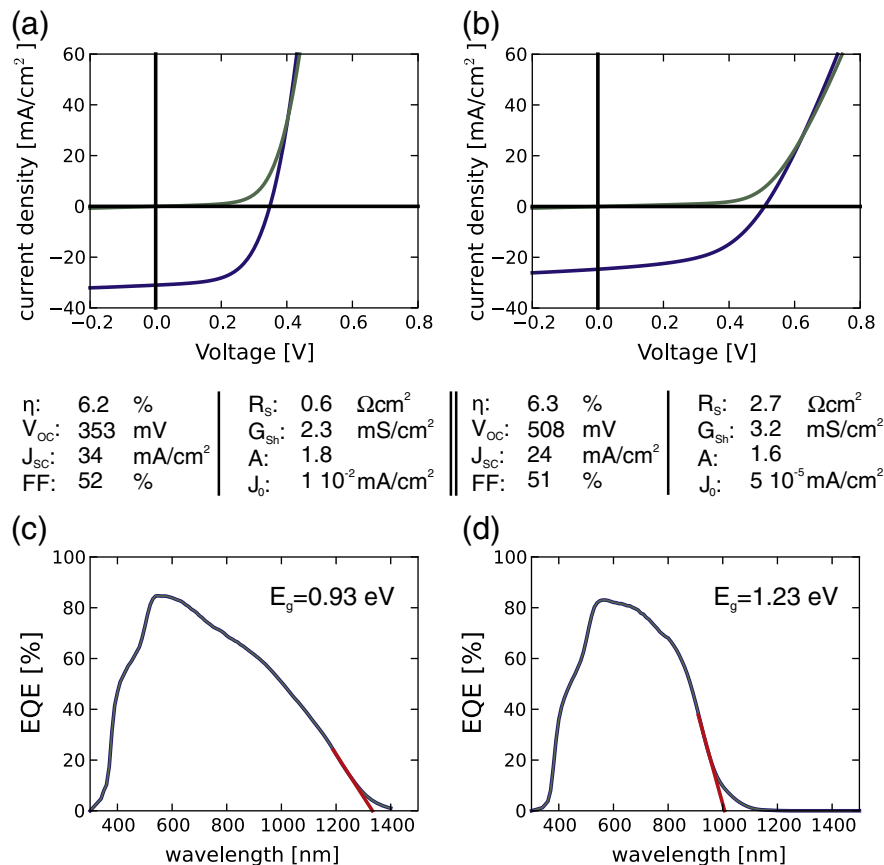 (a)
(b)
current density [mA/cm²]
60
40
20
0
−20
−40
−0.2 0.0 0.2 0.4 0.6 0.8
Voltage [V]
current density [mA/cm²]
60
40
20
0
−20
−40
−0.2 0.0 0.2 0.4 0.6 0.8
Voltage [V]
η: 6.2 %
V_OC: 353 mV
J_SC: 34 mA/cm²
FF: 52 %
R_S: 0.6 Ωcm²
G_Sh: 2.3 mS/cm²
A: 1.8
J_0: 1 10⁻² mA/cm²
η: 6.3 %
V_OC: 508 mV
J_SC: 24 mA/cm²
FF: 51 %
R_S: 2.7 Ωcm²
G_Sh: 3.2 mS/cm²
A: 1.6
J_0: 5 10⁻⁵ mA/cm²
(c)
(d)
EQE [%]
100
80
60
40
20
0
E_g=0.93 eV
400 600 800 1000 1200 1400
wavelength [nm]
EQE [%]
100
80
60
40
20
0
E_g=1.23 eV
400 600 800 1000 1200 1400
wavelength [nm]